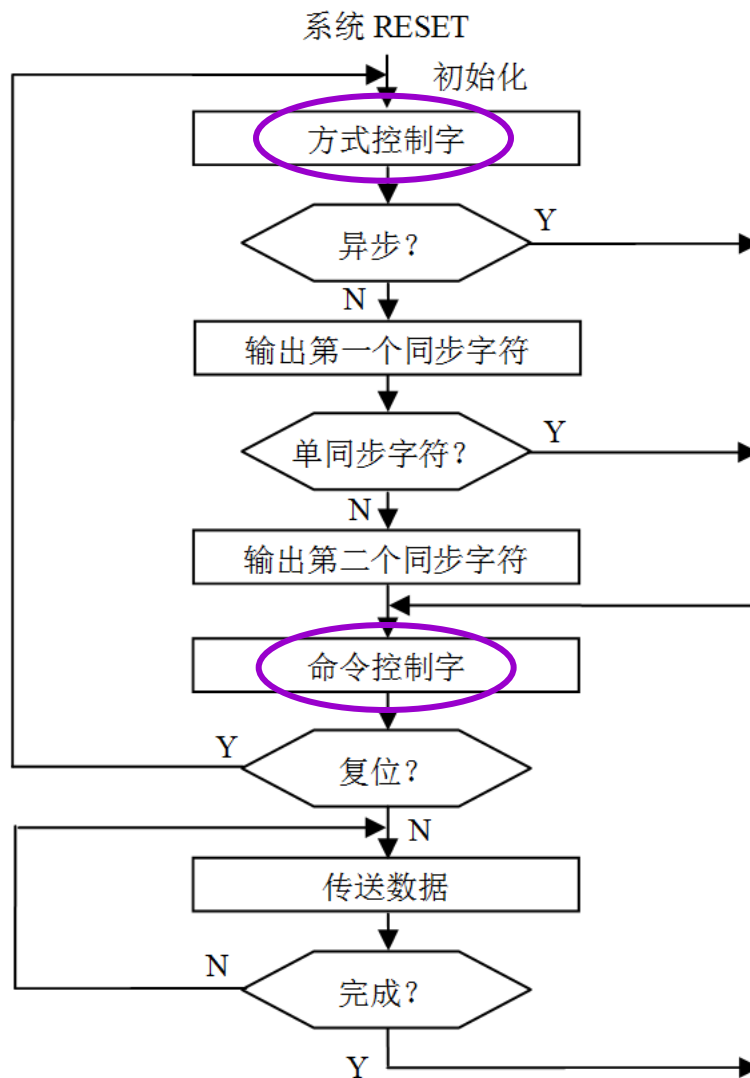 系统 RESET
初始化
方式控制字
异步?
Y
N
输出第一个同步字符
单同步字符?
Y
N
输出第二个同步字符
命令控制字
Y
复位?
N
传送数据
N
完成?
Y